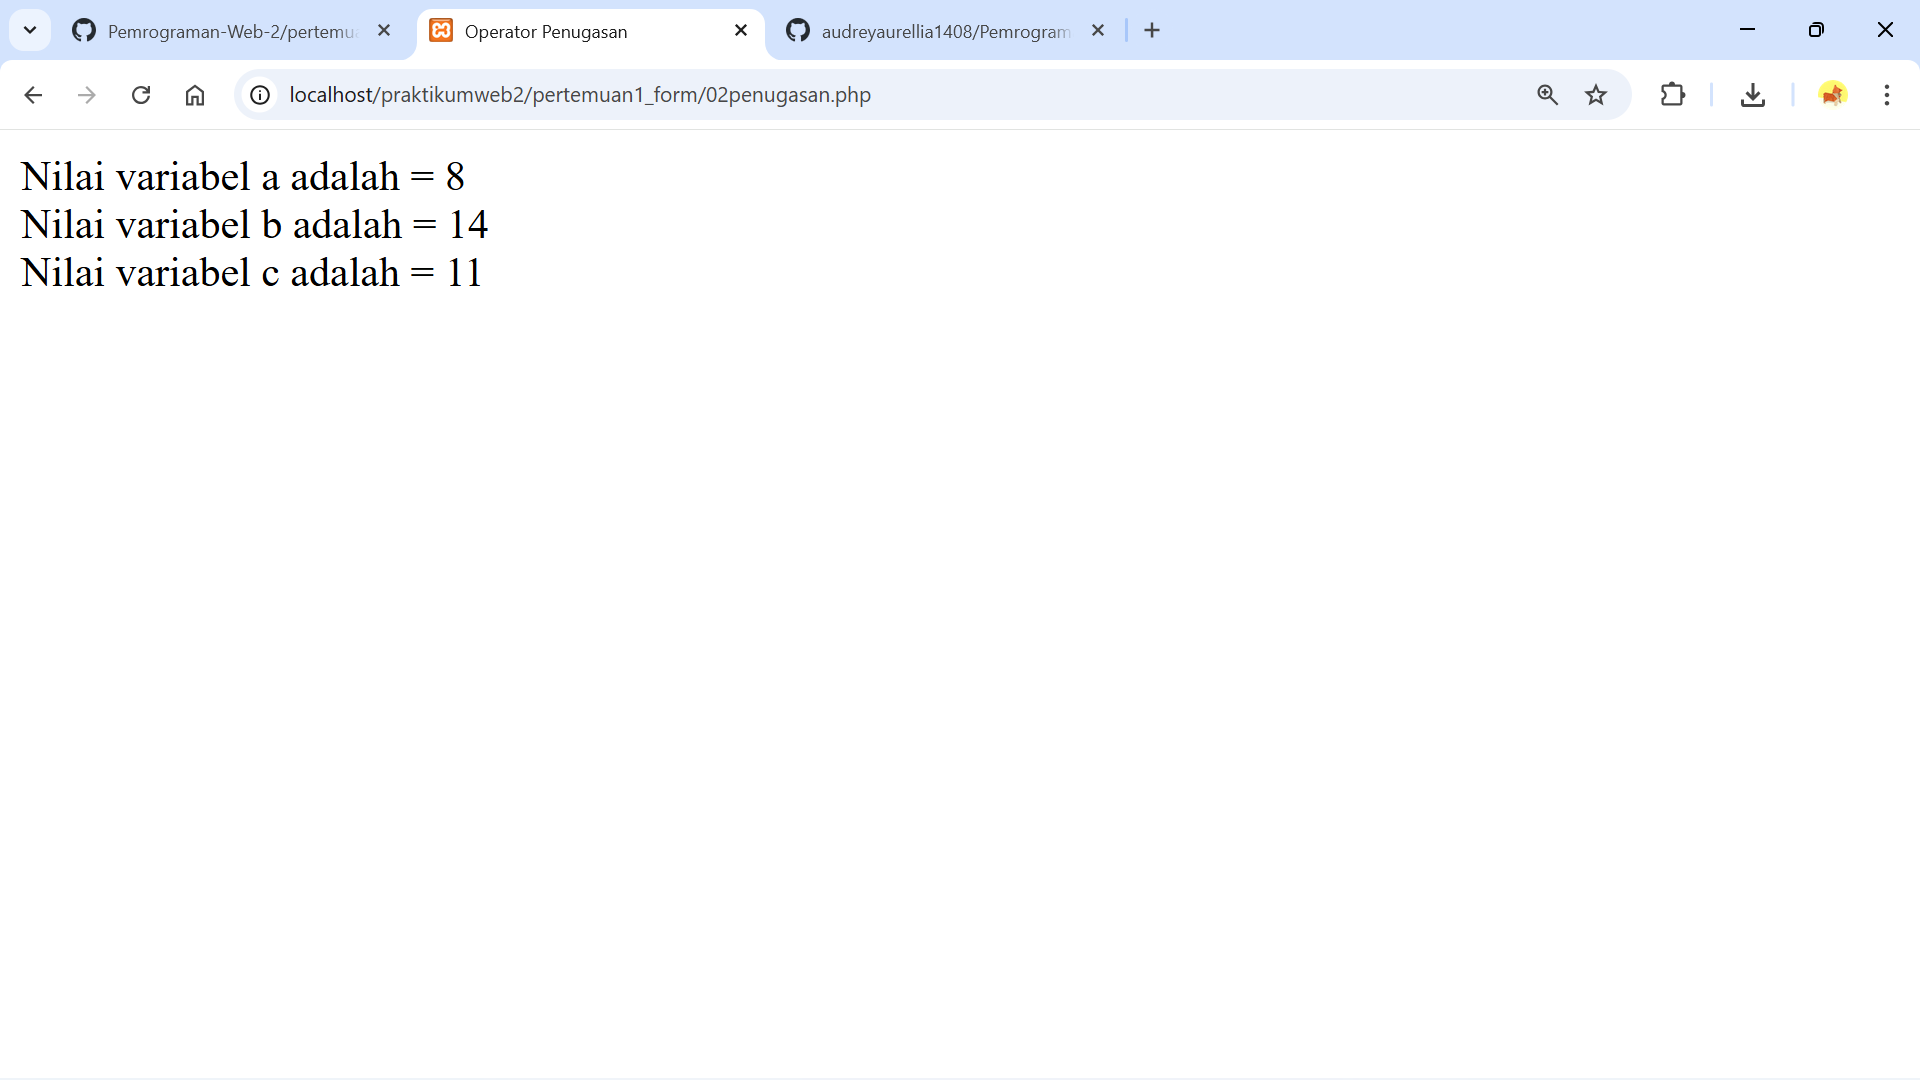 Pemrograman-Web-2/pertemu
Operator Penugasan
audreyaurellia1408/Pemrogram
localhost/praktikumweb2/pertemuan1_form/02penugasan.php
Nilai variabel a adalah = 8
Nilai variabel b adalah = 14
Nilai variabel c adalah = 11